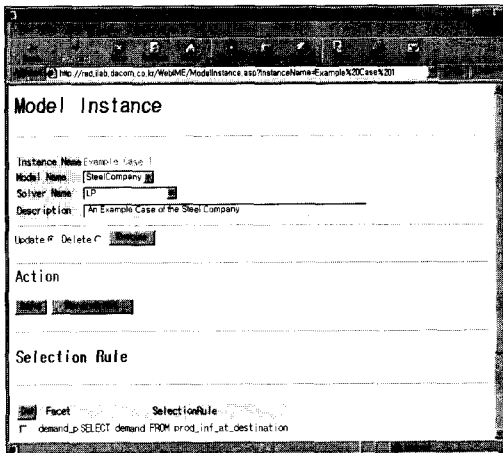 http://red.ilab.dacom.co.kr/WebIME/ModelInstance.asp?InstanceName=Example%20Case%201
Model Instance
Instance Name Example Case 1
Model Name SteelCompany
Solver Name LP
Description An Example Case of the Steel Company
Update Delete
Action
Selection Rule
Facet SelectionRule
demand_p SELECT demand FROM prod_inf_at_destination